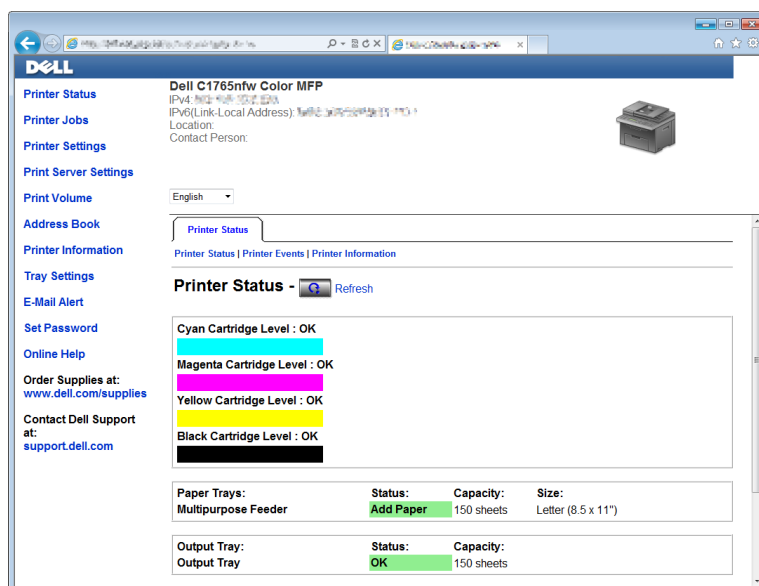 DELL
Printer Status
Printer Jobs
Printer Settings
Print Server Settings
Print Volume
Address Book
Printer Information
Tray Settings
E-Mail Alert
Set Password
Online Help
Order Supplies at:
www.dell.com/supplies
Contact Dell Support
at:
support.dell.com
Dell C1765nfw Color MFP
IPv4:
IPv6(Link-Local Address):
Location:
Contact Person:
English
Printer Status
Printer Status | Printer Events | Printer Information
Printer Status - Refresh
Cyan Cartridge Level : OK
Magenta Cartridge Level : OK
Yellow Cartridge Level : OK
Black Cartridge Level : OK
Paper Trays: Status: Capacity: Size:
Multipurpose Feeder Add Paper 150 sheets Letter (8.5 x 11")
Output Tray: Status: Capacity:
Output Tray OK 150 sheets